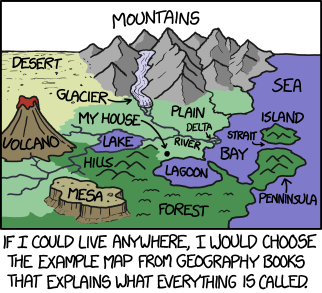 MOUNTAINS
DESERT
SEA
GLACIER
PLAIN
ISLAND
MY HOUSE
DELTA
STRAIT
VOLCANO
LAKE
RIVER
BAY
HILLS
LAGOON
MESA
PENNINSULA
FOREST
IF I COULD LIVE ANYWHERE, I WOULD CHOOSE
THE EXAMPLE MAP FROM GEOGRAPHY BOOKS
THAT EXPLAINS WHAT EVERYTHING IS CALLED.